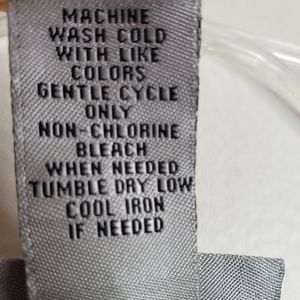 MACHINE
WASH COLD
WITH LIKE
COLORS
GENTLE CYCLE
ONLY
NON-CHLORINE
BLEACH
WHEN NEEDED
TUMBLE DRY LOW
COOL IRON
IF NEEDED